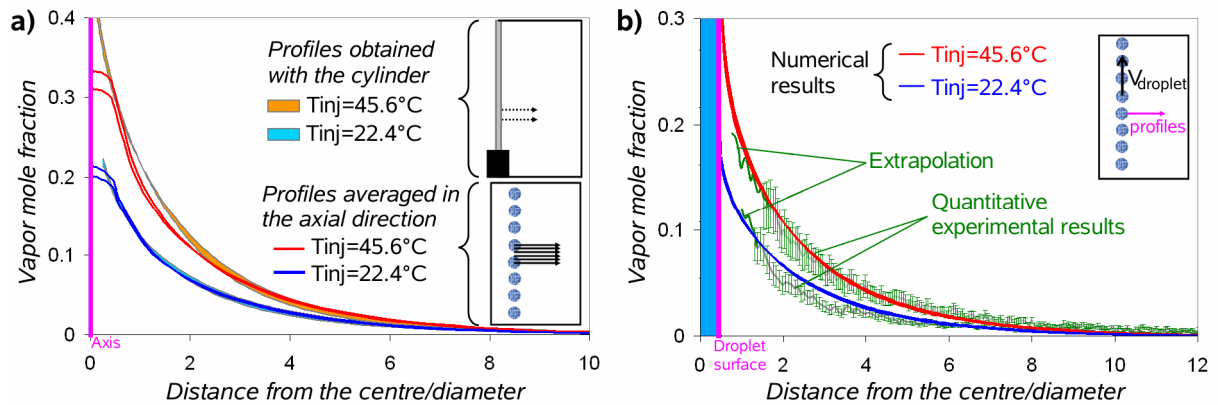 a)
Vapor mole fraction
0.4
0.3
0.2
0.1
0
Profiles obtained
with the cylinder
Tinj=45.6°C
Tinj=22.4°C
Profiles averaged in
the axial direction
Tinj=45.6°C
Tinj=22.4°C
Axis
0
2
4
6
8
10
Distance from the centre/diameter
b)
Vapor mole fraction
0.3
0.2
0.1
0
Numerical
results
Tinj=45.6°C
Tinj=22.4°C
Vdroplet
profiles
Extrapolation
Quantitative
experimental results
Droplet
surface
0
2
4
6
8
10
12
Distance from the centre/diameter